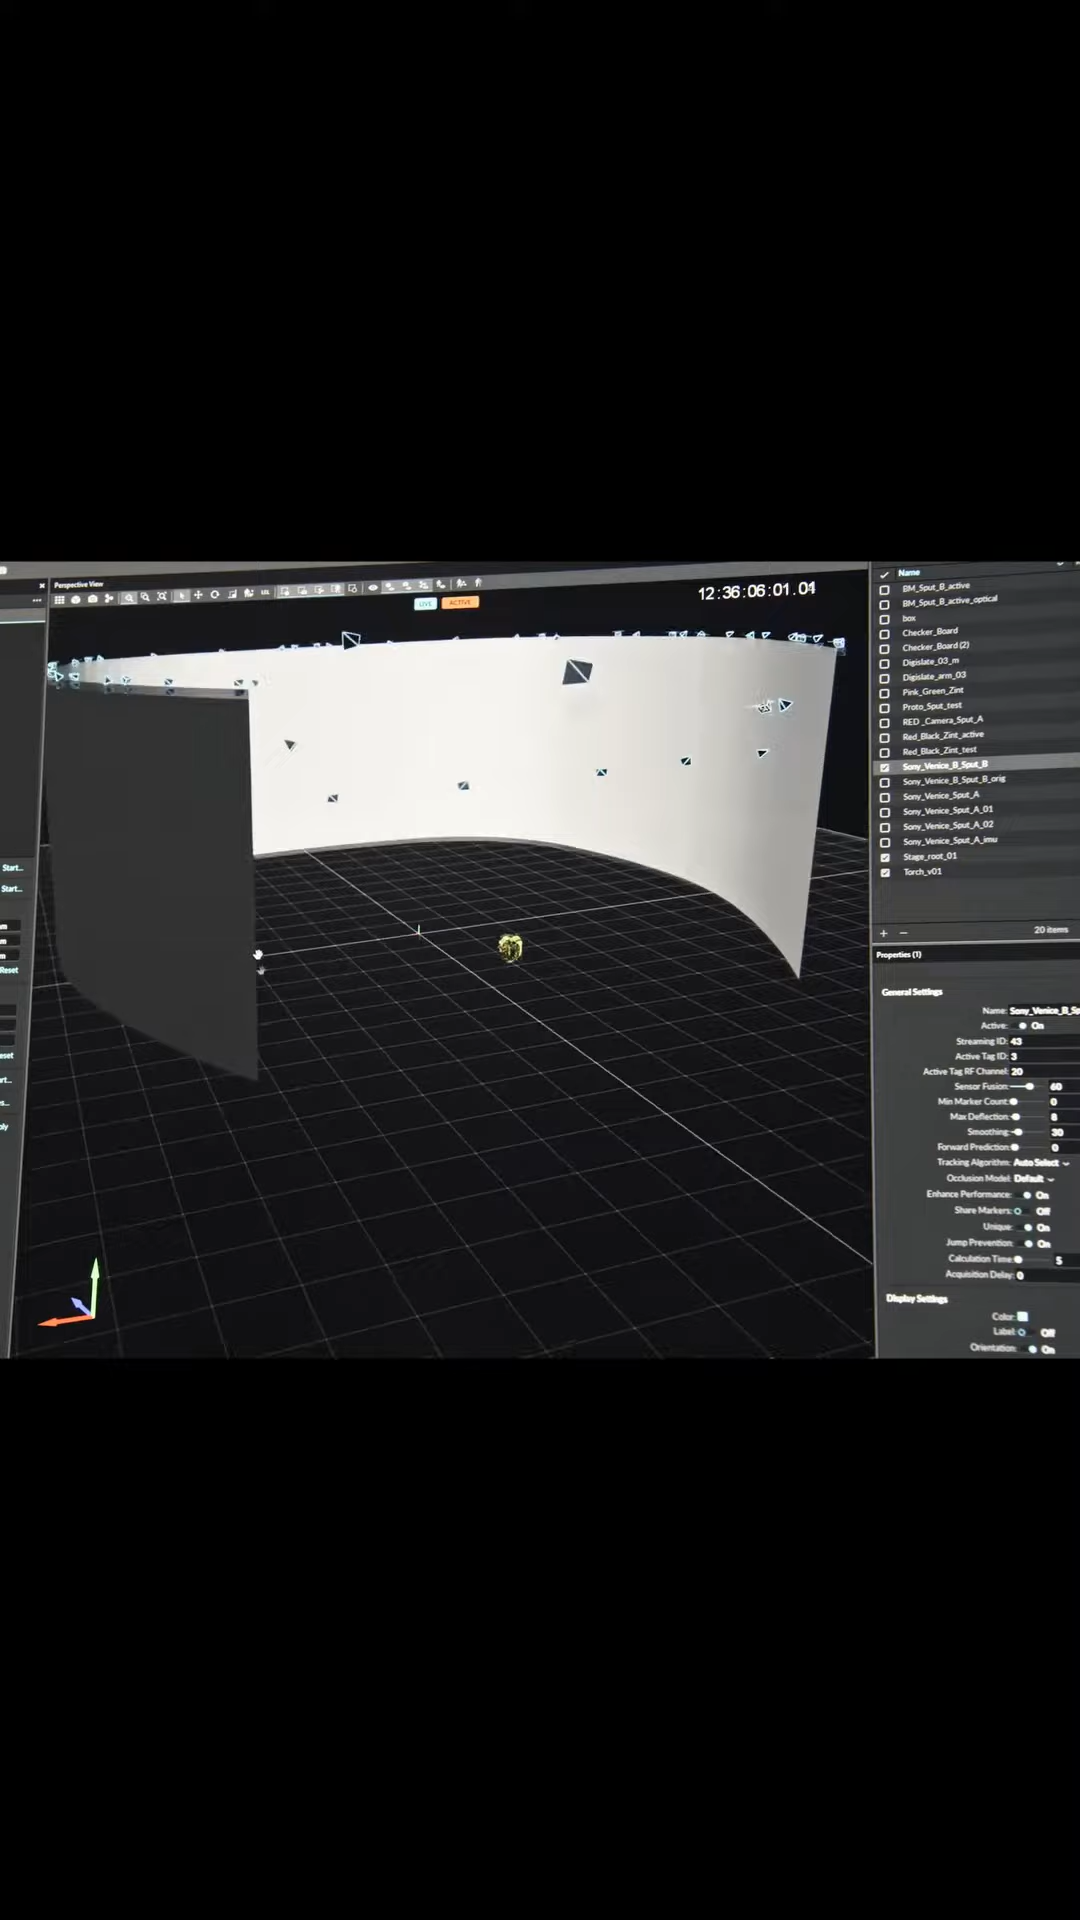 Perspective View
LIVE
ACTIVE
12:36:06:01.04
Name
BM_Sput_B_active
BM_Sput_B_active_optical
box
Checker_Board
Checker_Board (2)
Digislate_03_m
Digislate_arm_03
Pink_Green_Zint
Proto_Sput_test
RED_Camera_Sput_A
Red_Black_Zint_active
Red_Black_Zint_test
Sony_Venice_B_Sput_B
Sony_Venice_B_Sput_B_orig
Sony_Venice_Sput_A
Sony_Venice_Sput_A_01
Sony_Venice_Sput_A_02
Sony_Venice_Sput_A_imu
Stage_root_01
Torch_v01
20 items
Start...
Start...
Reset
Properties (1)
General Settings
Name: Sony_Venice_B_Sp
Active: On
Streaming ID: 43
Active Tag ID: 3
Active Tag RF Channel: 20
Sensor Fusion: 60
Min Marker Count: 0
Max Deflection: 8
Smoothing: 30
Forward Prediction: 0
Tracking Algorithm: Auto Select
Occlusion Model: Default
Enhance Performance: On
Share Markers: Off
Unique: On
Jump Prevention: On
Calculation Time: 5
Acquisition Delay: 0
Display Settings
Color:
Label: Off
Orientation: On